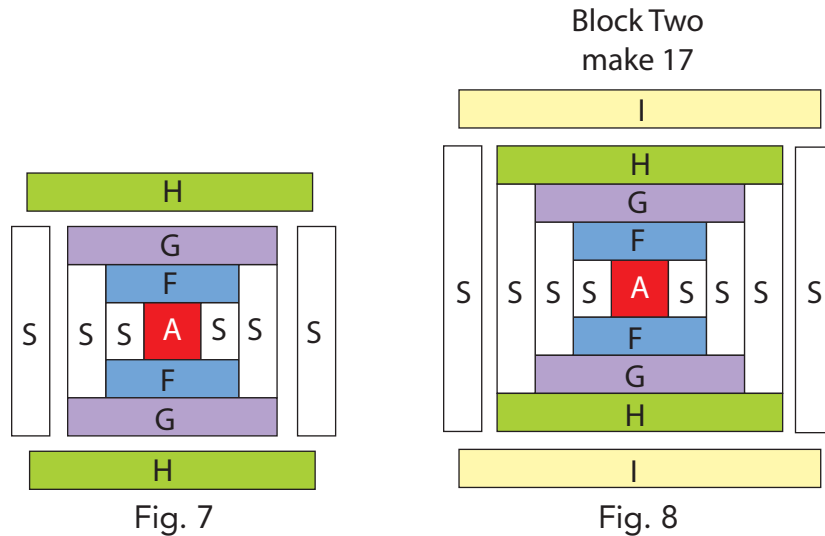 Block Two
make 17
H
G
F
S S S A S S S
F
G
H
Fig. 7
I
H
G
F
S S S S A S S S S
F
G
H
I
Fig. 8